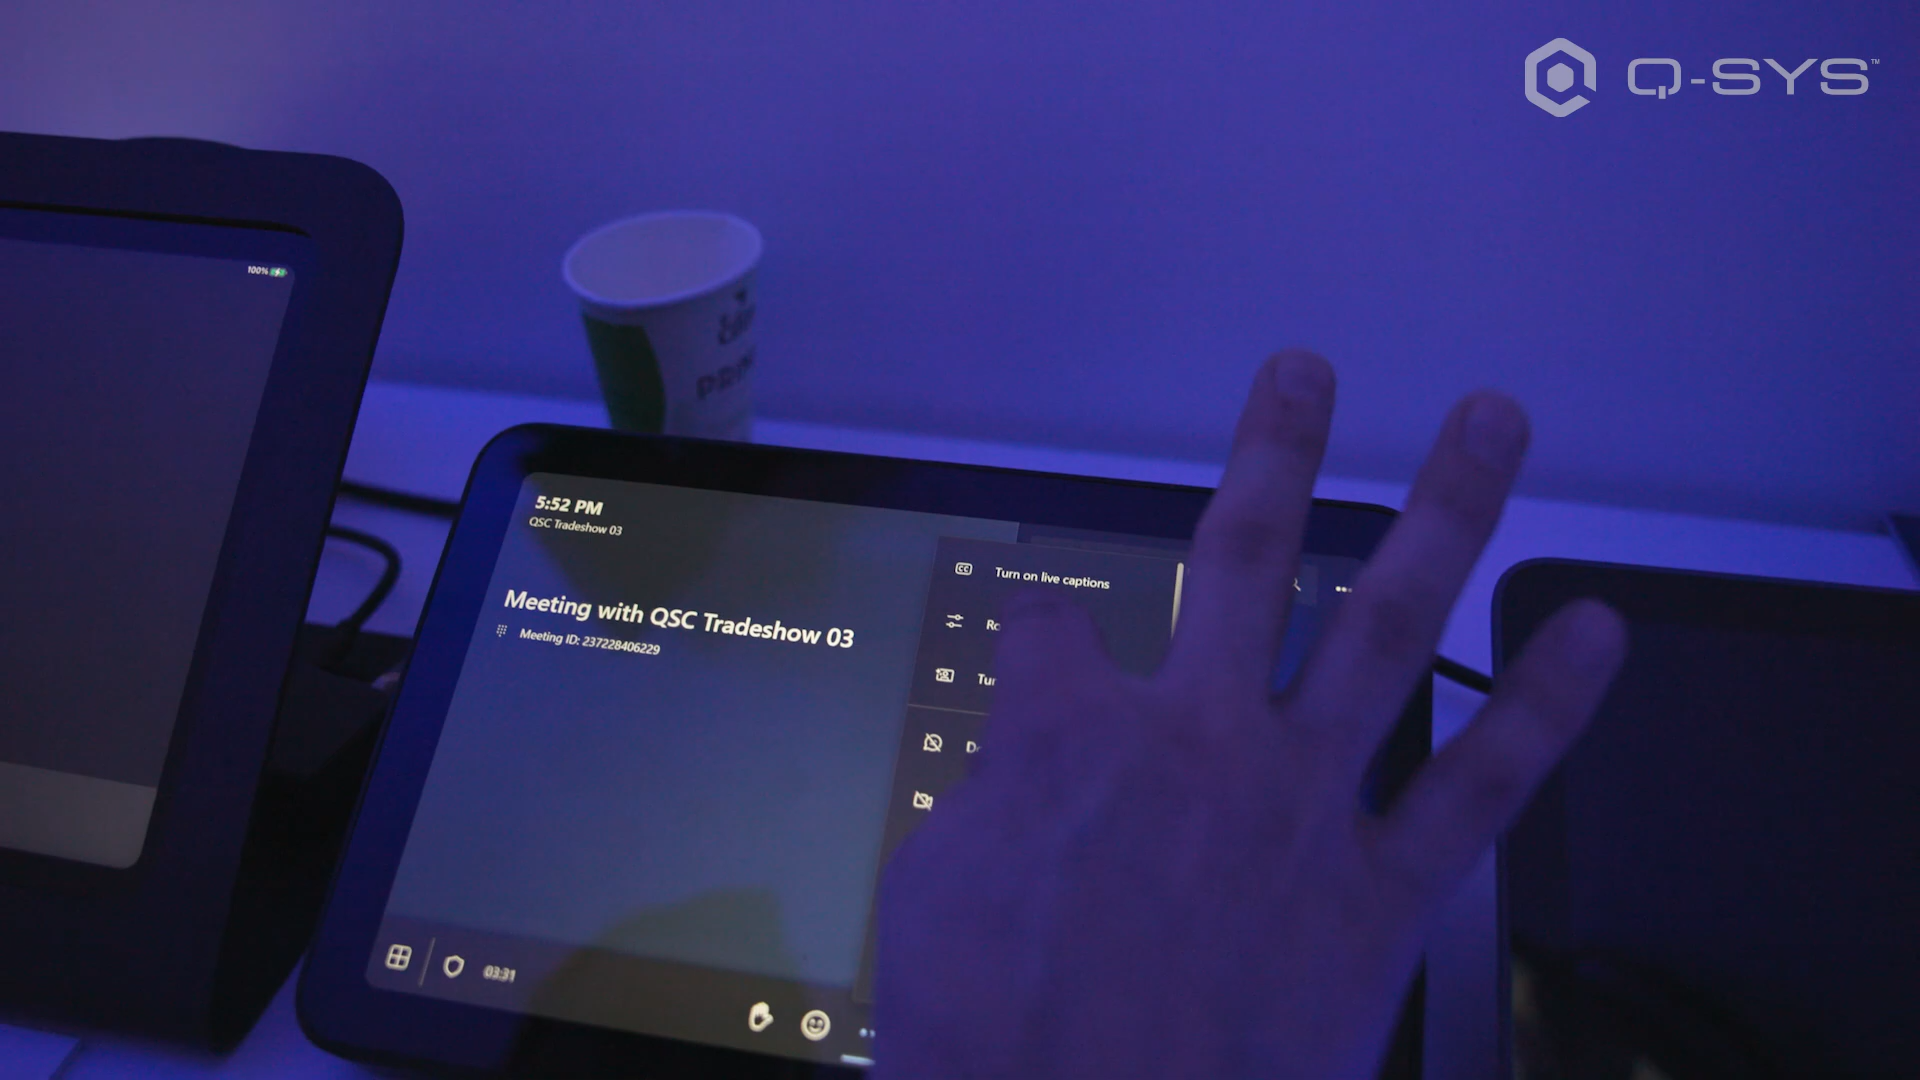 Q-SYS™
100%
5:52 PM
QSC Tradeshow 03
Turn on live captions
Meeting with QSC Tradeshow 03
Meeting ID: 237228406229
03:31